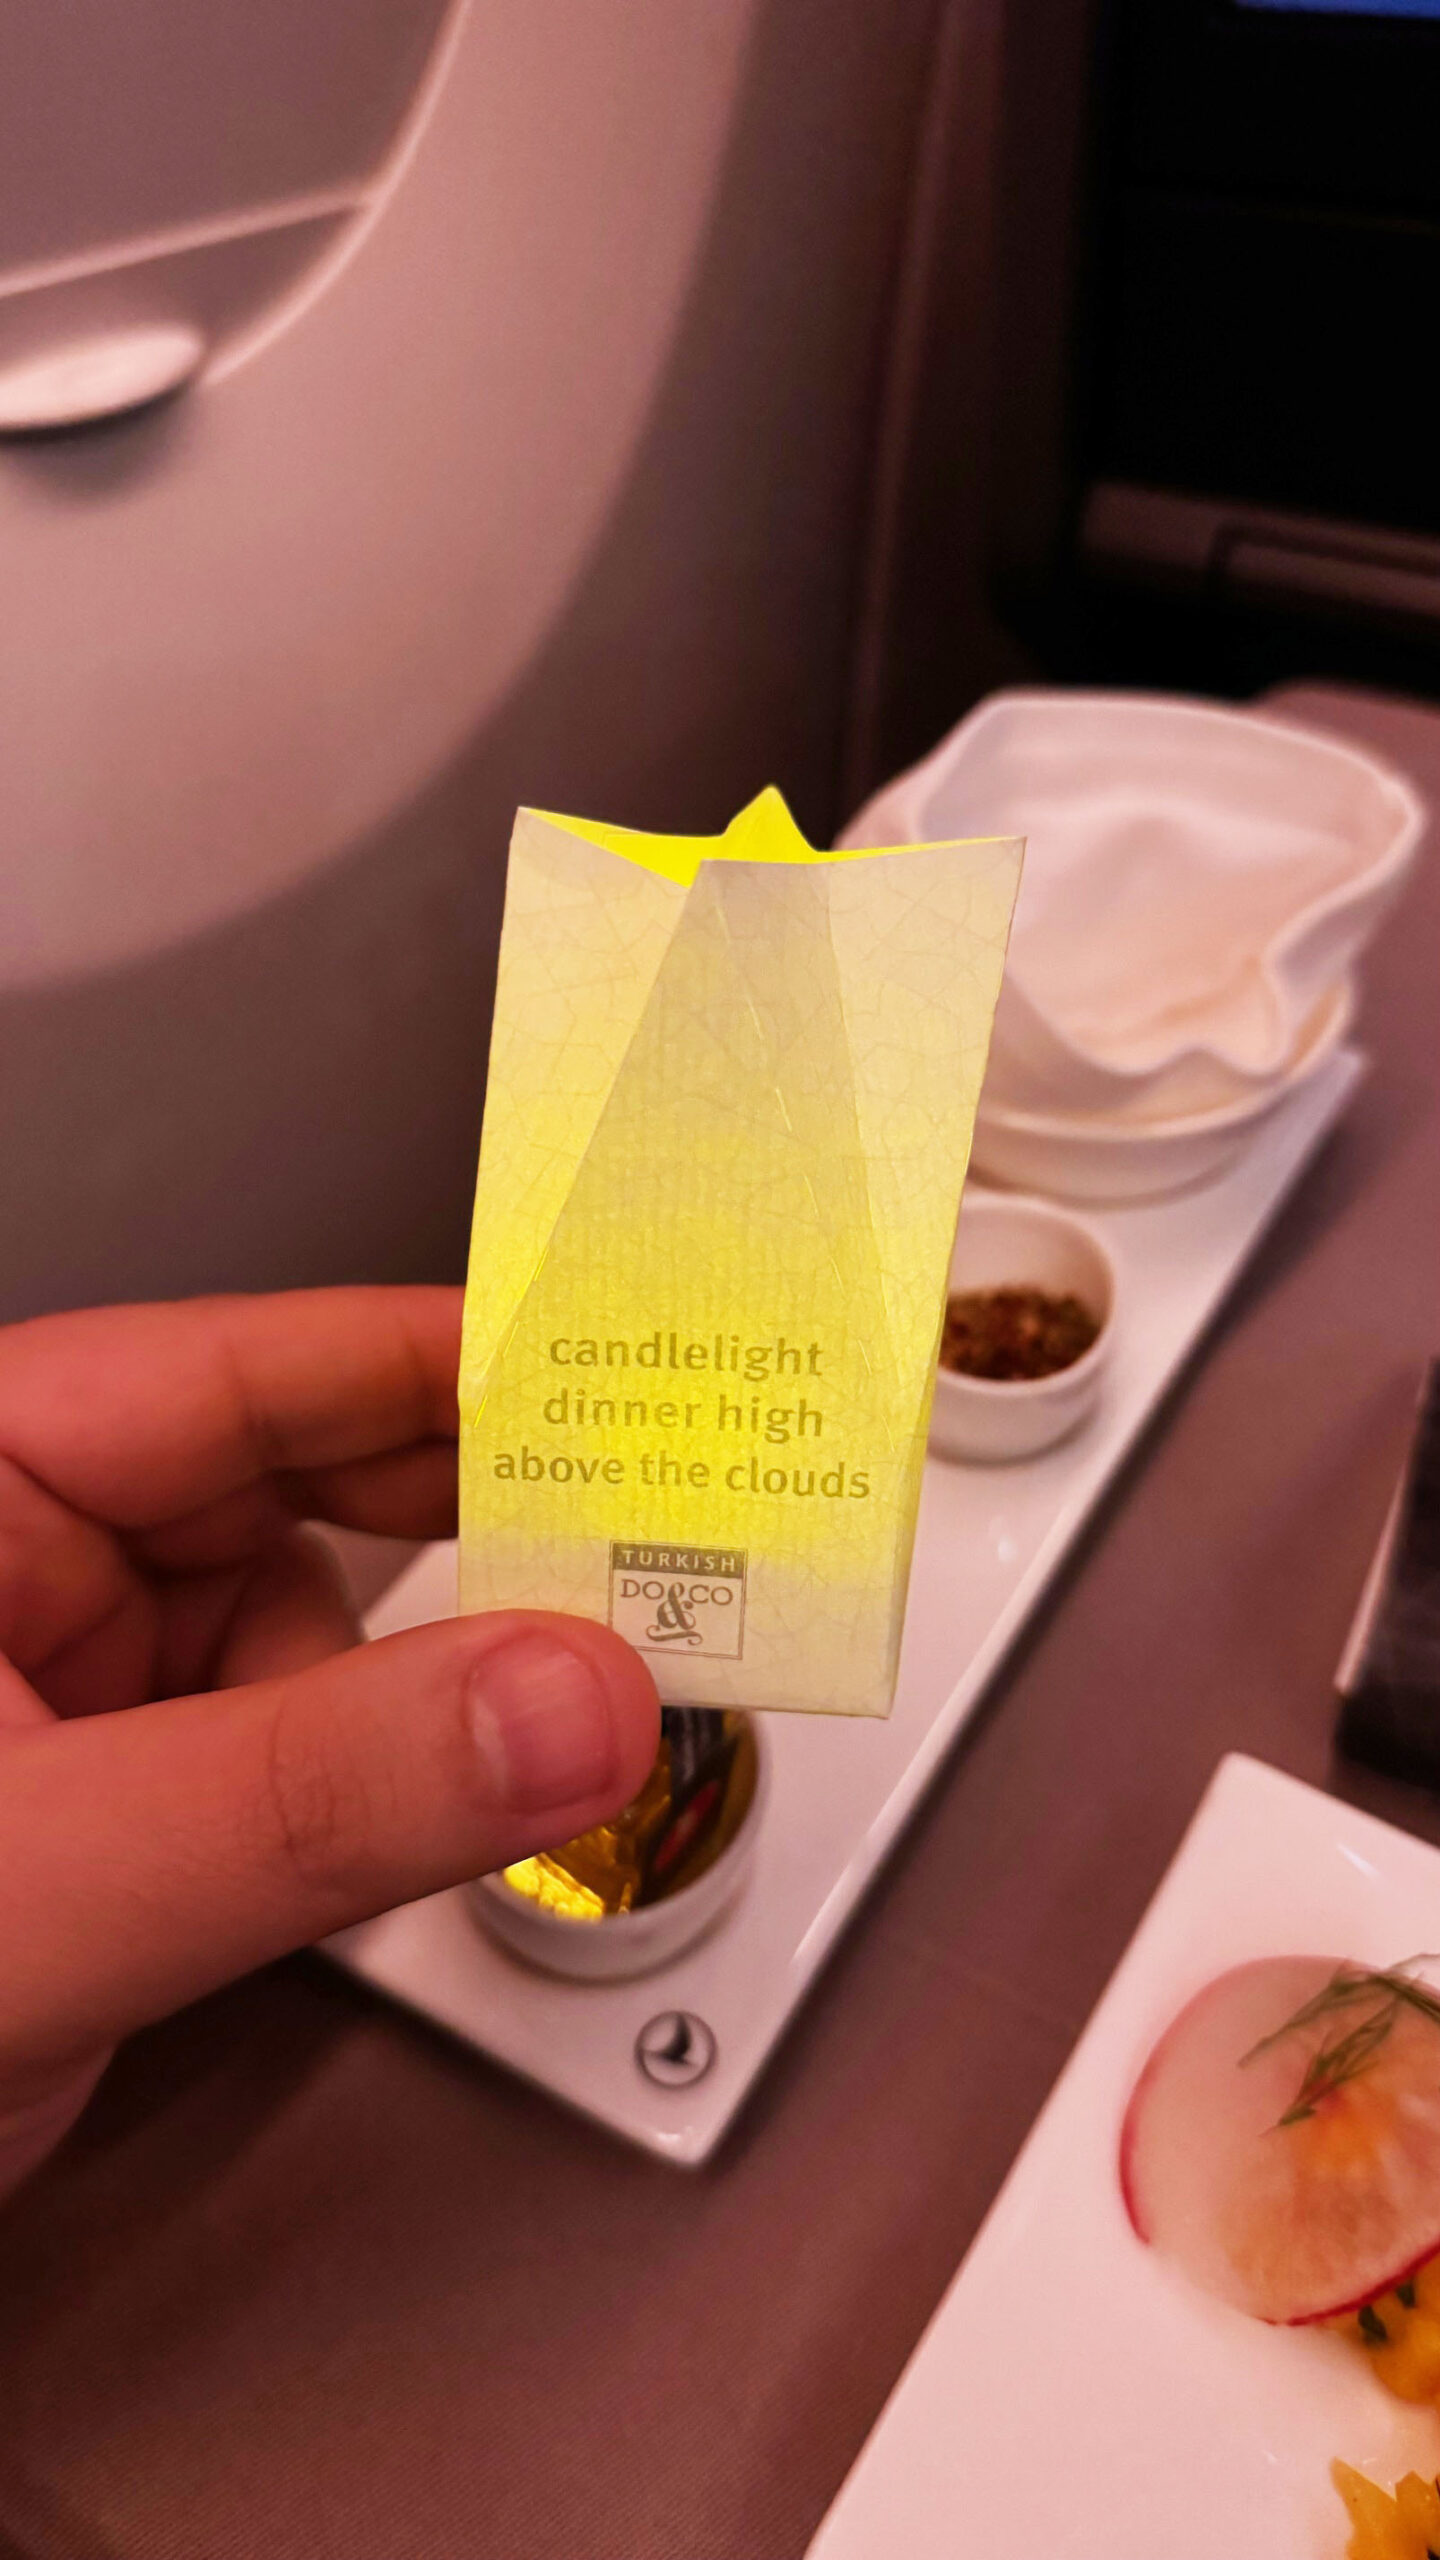 candlelight
dinner high
above the clouds
TURKISH
DO&CO